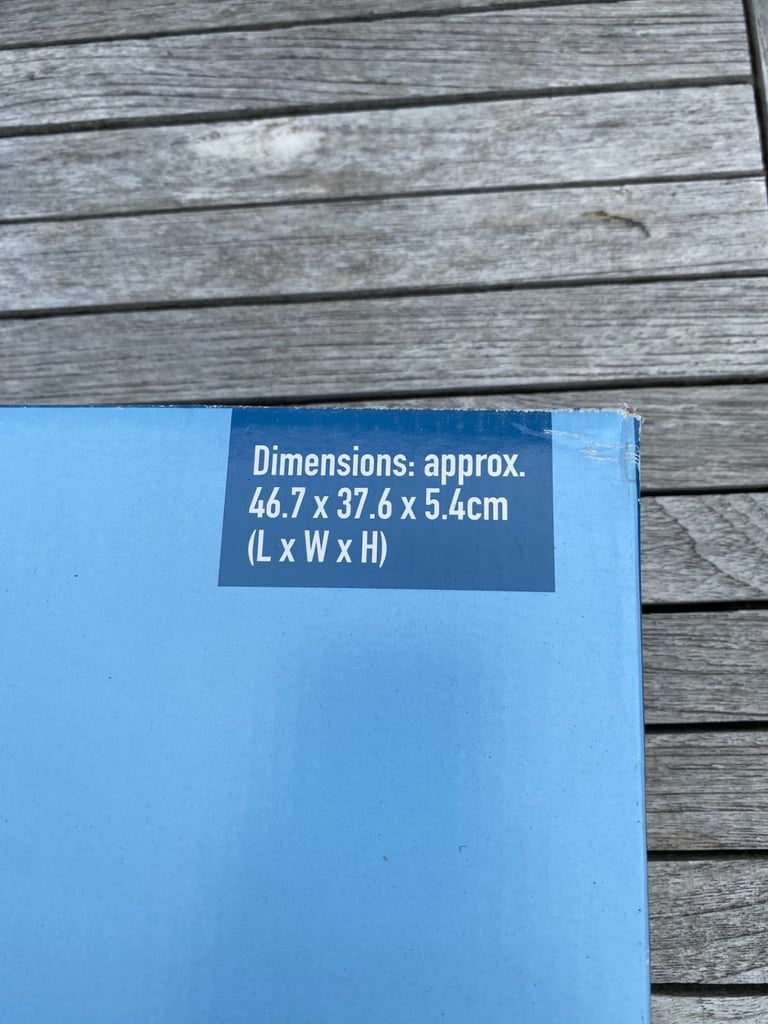 Dimensions: approx.
46.7 x 37.6 x 5.4cm
(L x W x H)